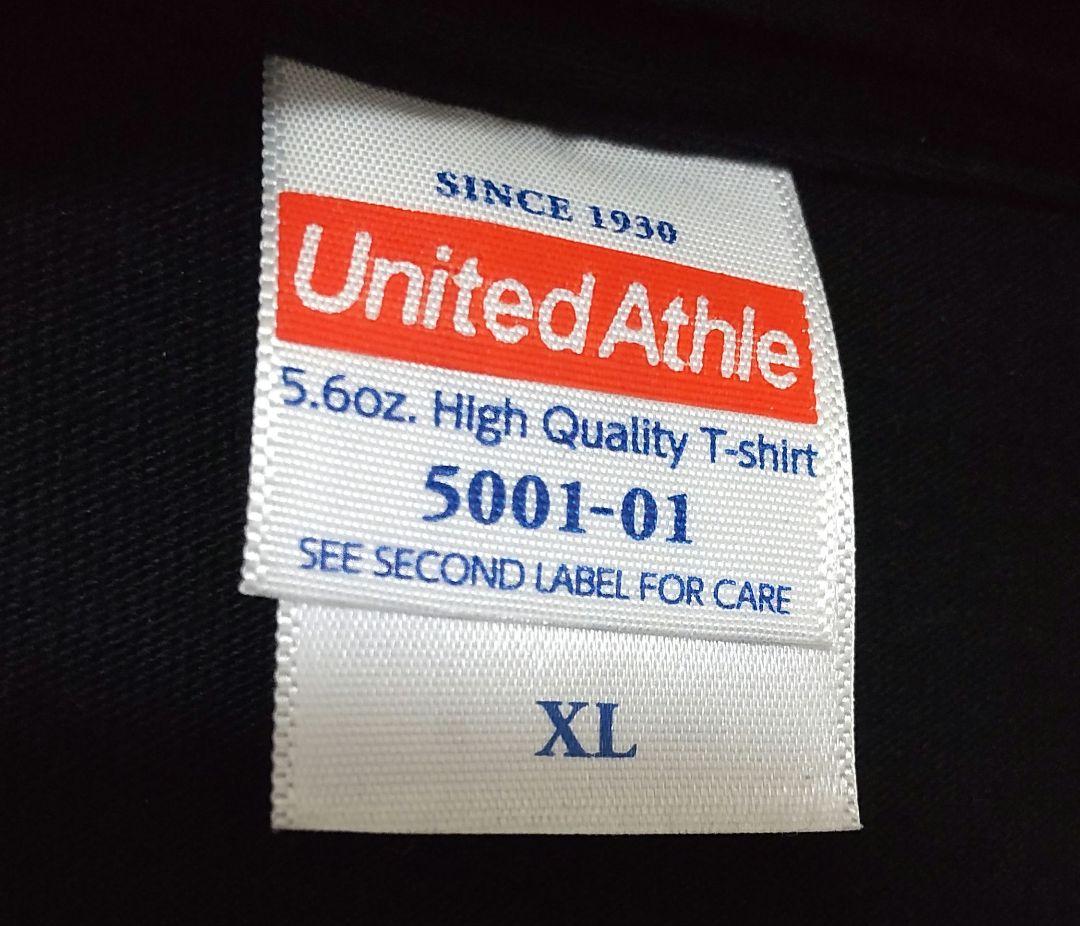 SINCE 1930
United Athle
5.6oz. High Quality T-shirt
5001-01
SEE SECOND LABEL FOR CARE
XL